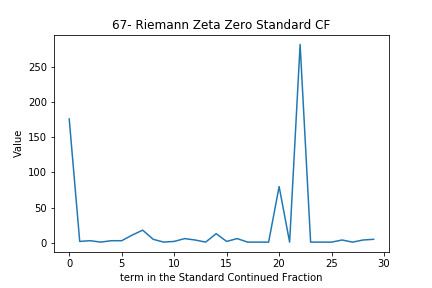 67- Riemann Zeta Zero Standard CF
Value
250
200
150
100
50
0
0 5 10 15 20 25 30
term in the Standard Continued Fraction